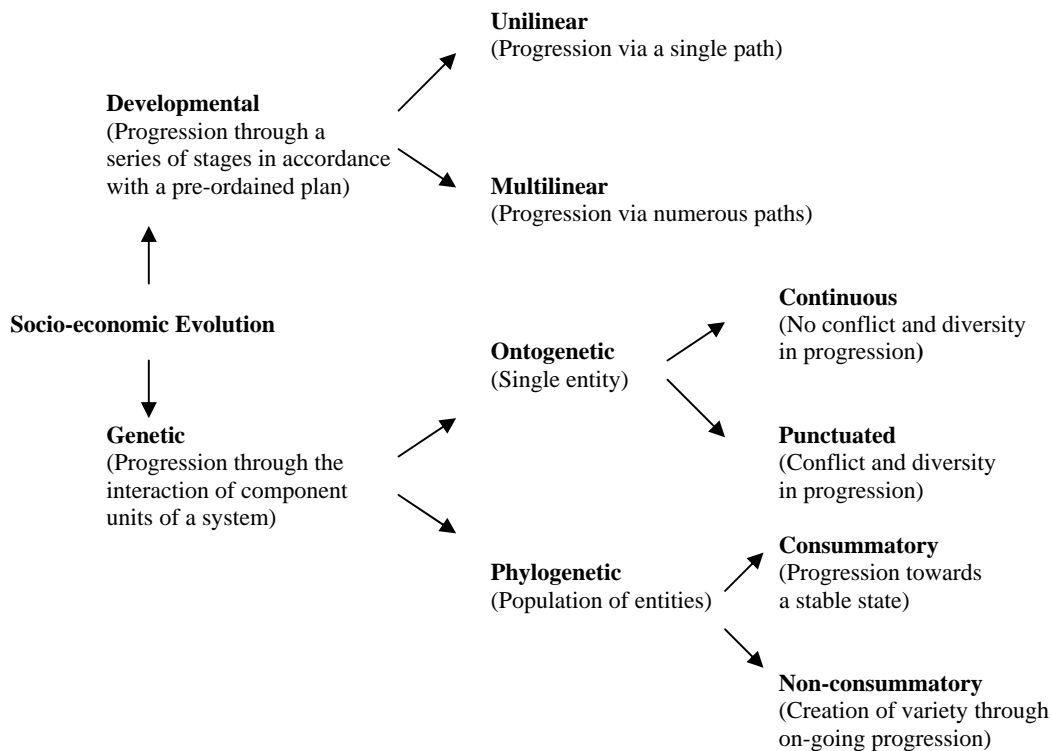 Unilinear
(Progression via a single path)
Developmental
(Progression through a
series of stages in accordance
with a pre-ordained plan)
Multilinear
(Progression via numerous paths)
Socio-economic Evolution
Genetic
(Progression through the
interaction of component
units of a system)
Ontogenetic
(Single entity)
Continuous
(No conflict and diversity
in progression)
Punctuated
(Conflict and diversity
in progression)
Phylogenetic
(Population of entities)
Consummatory
(Progression towards
a stable state)
Non-consummatory
(Creation of variety through
on-going progression)